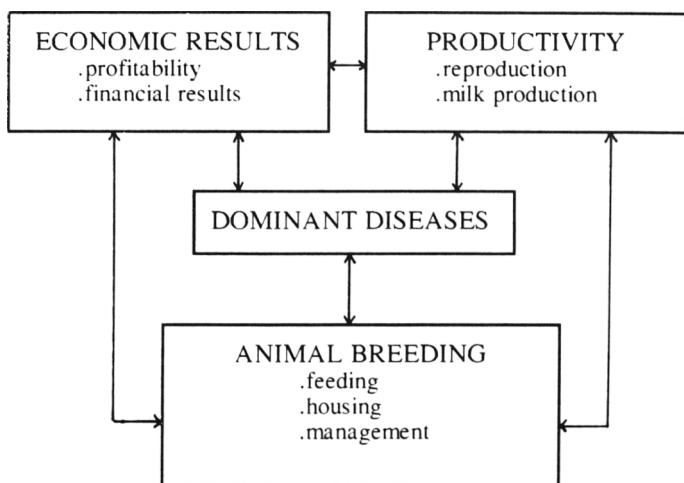 ECONOMIC RESULTS
.profitability
.financial results
PRODUCTIVITY
.reproduction
.milk production
DOMINANT DISEASES
ANIMAL BREEDING
.feeding
.housing
.management